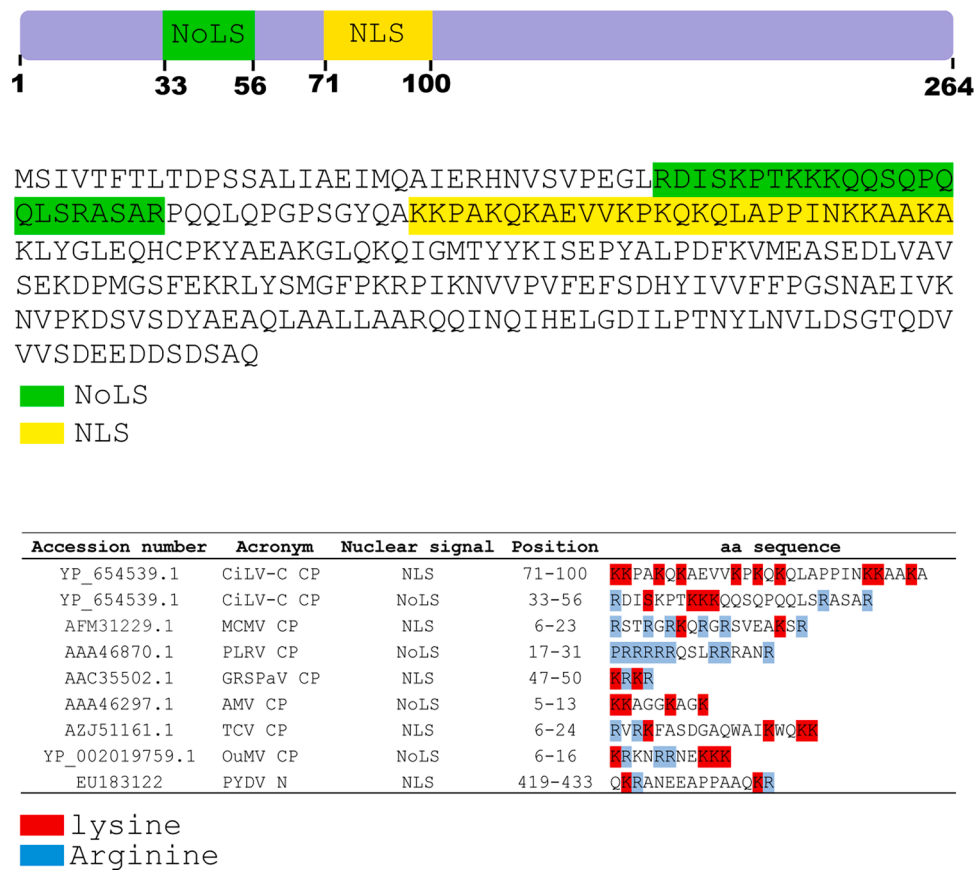 NoLS NLS
1 33 56 71 100 264
MSIVTFTLTDPSSALIAEIMQAIERHNVSVPEGLRDISKPTKKKQQSQPQ
QLSRASARPQQLQPGPSGYQAKKPAKQKAEVVKPKQKQLAPPINKKAAKA
KLYGLEQHCPKYAEAKGLQKQIGMTYYKISEPYALPDFKVMEASEDLVAV
SEKDPMGSFEKRLYSMGFPKRPIKNVVPVFEFSDHYIVVFFPGSNAEIVK
NVPKDSVSDYAEAQLAALLAARQQINQIHELGDILPTNYLNVLDSGTQDV
VVSDEEDDSDSAQ
NoLS
NLS
Accession number Acronym Nuclear signal Position aa sequence
YP_654539.1 CiLV-C CP NLS 71-100 KKPAKQKAEVVKPKQKQLAPPINKKAAKA
YP_654539.1 CiLV-C CP NoLS 33-56 RDISKPTKKKQQSQPQQLSRASAR
AFM31229.1 MCMV CP NLS 6-23 RSTRGRKQRGRSVEAKSR
AAA46870.1 PLRV CP NoLS 17-31 PRRRRRQSLRRRANR
AAC35502.1 GRSPaV CP NLS 47-50 KRKR
AAA46297.1 AMV CP NoLS 5-13 KKAGGKAGK
AZJ51161.1 TCV CP NLS 6-24 RVRKFASDGAQWAIKWQKK
YP_002019759.1 OuMV CP NoLS 6-16 KRKNRRNEKKK
EU183122 PYDV N NLS 419-433 QKRANEEAPPAAQKR
lysine
Arginine